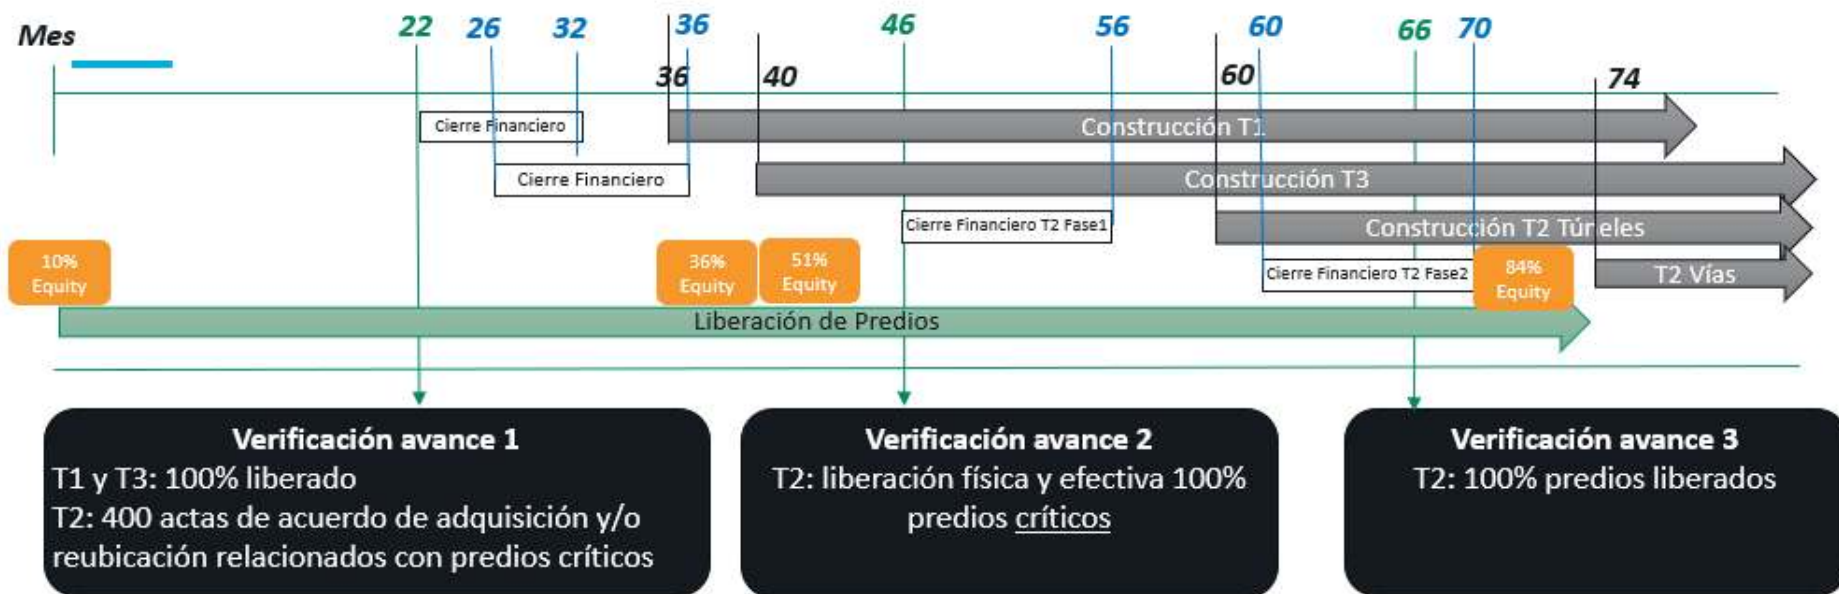 Mes
22
26
32
36
46
56
60
66
70
36
40
60
74
Cierre Financiero
Construcción T1
Cierre Financiero
Construcción T3
Cierre Financiero T2 Fase1
Construcción T2 Túneles
10%
Equity
36%
Equity
51%
Equity
Cierre Financiero T2 Fase2
84%
Equity
T2 Vías
Liberación de Predios
Verificación avance 1
T1 y T3: 100% liberado
T2: 400 actas de acuerdo de adquisición y/o
reubicación relacionados con predios críticos
Verificación avance 2
T2: liberación física y efectiva 100%
predios críticos
Verificación avance 3
T2: 100% predios liberados